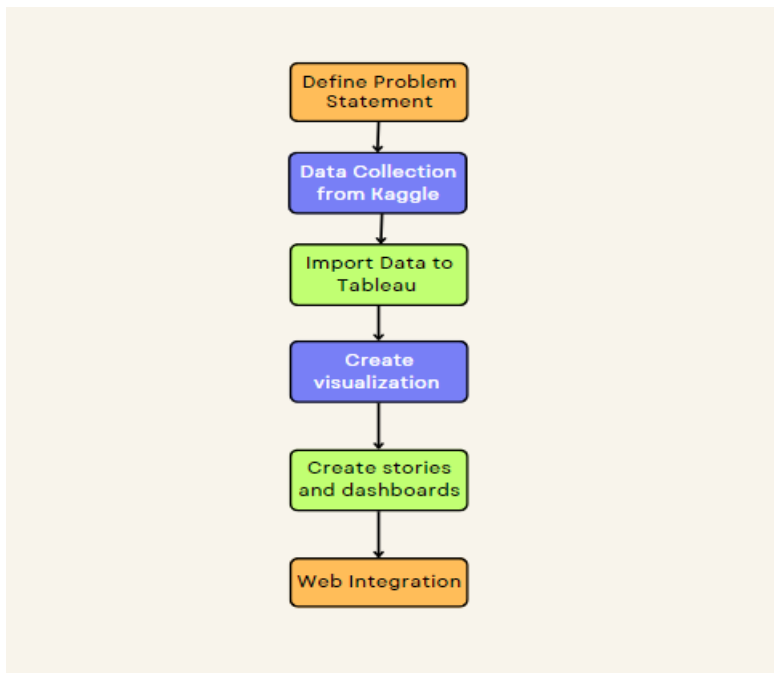 Define Problem
Statement
Data Collection
from Kaggle
Import Data to
Tableau
Create
visualization
Create stories
and dashboards
Web Integration